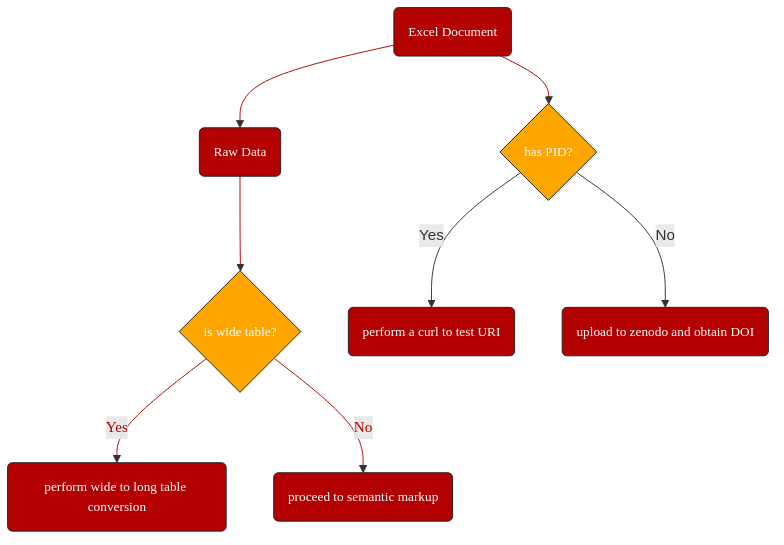 Excel Document
Raw Data
has PID?
Yes
No
is wide table?
perform a curl to test URI
upload to zenodo and obtain DOI
Yes
No
perform wide to long table
conversion
proceed to semantic markup